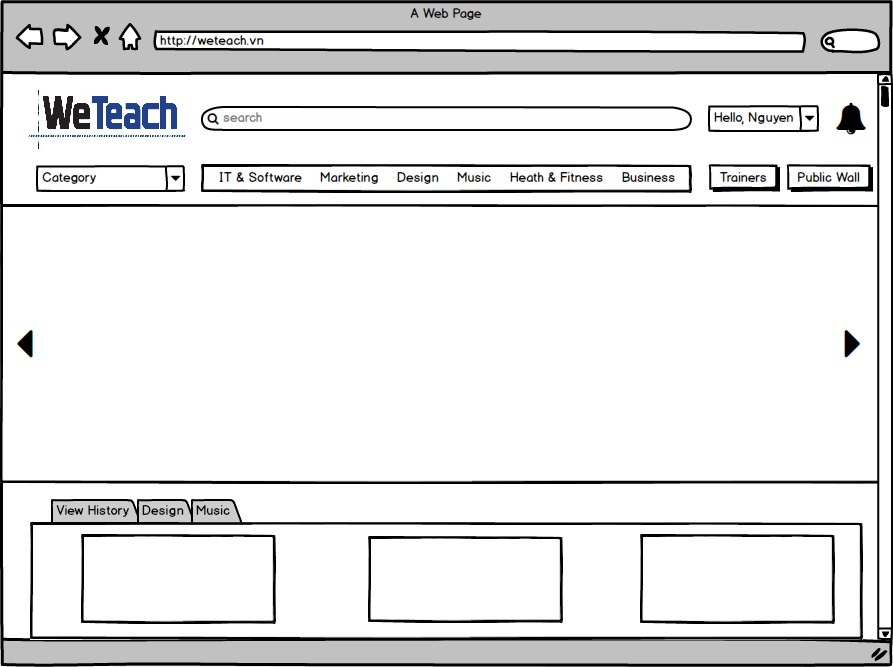 A Web Page
http://weteach.vn
WeTeach
search
Hello, Nguyen
Category
IT & Software Marketing Design Music Heath & Fitness Business
Trainers
Public Wall
View History
Design
Music